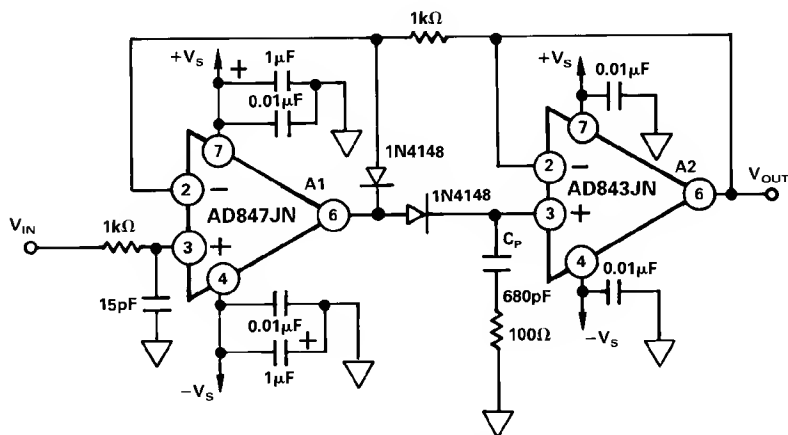 1kΩ
+VS
+
1μF
0.01μF
+VS
0.01μF
7
7
1N4148
2
−
A1
1N4148
2
−
A2
VOUT
AD847JN
6
AD843JN
6
VIN
1kΩ
3
+
3
+
CP
4
4
15pF
0.01μF
680pF
0.01μF
+
100Ω
1μF
−VS
−VS